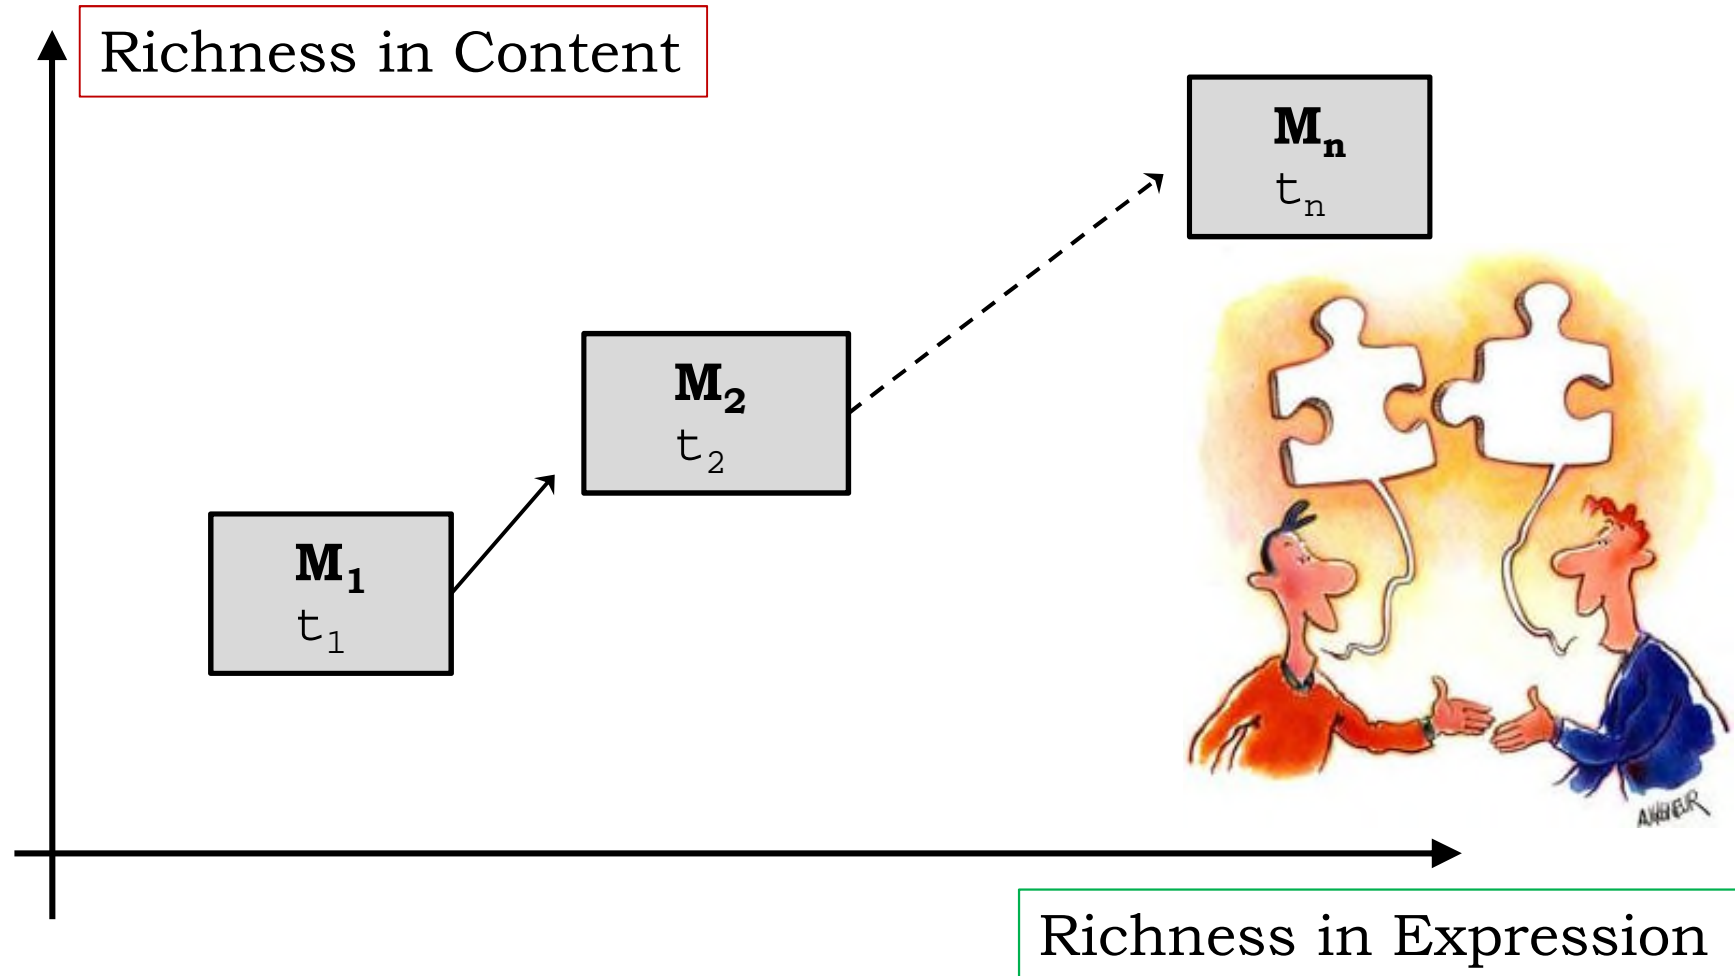 Richness in Content
Mn
tn
M2
t2
M1
t1
Richness in Expression